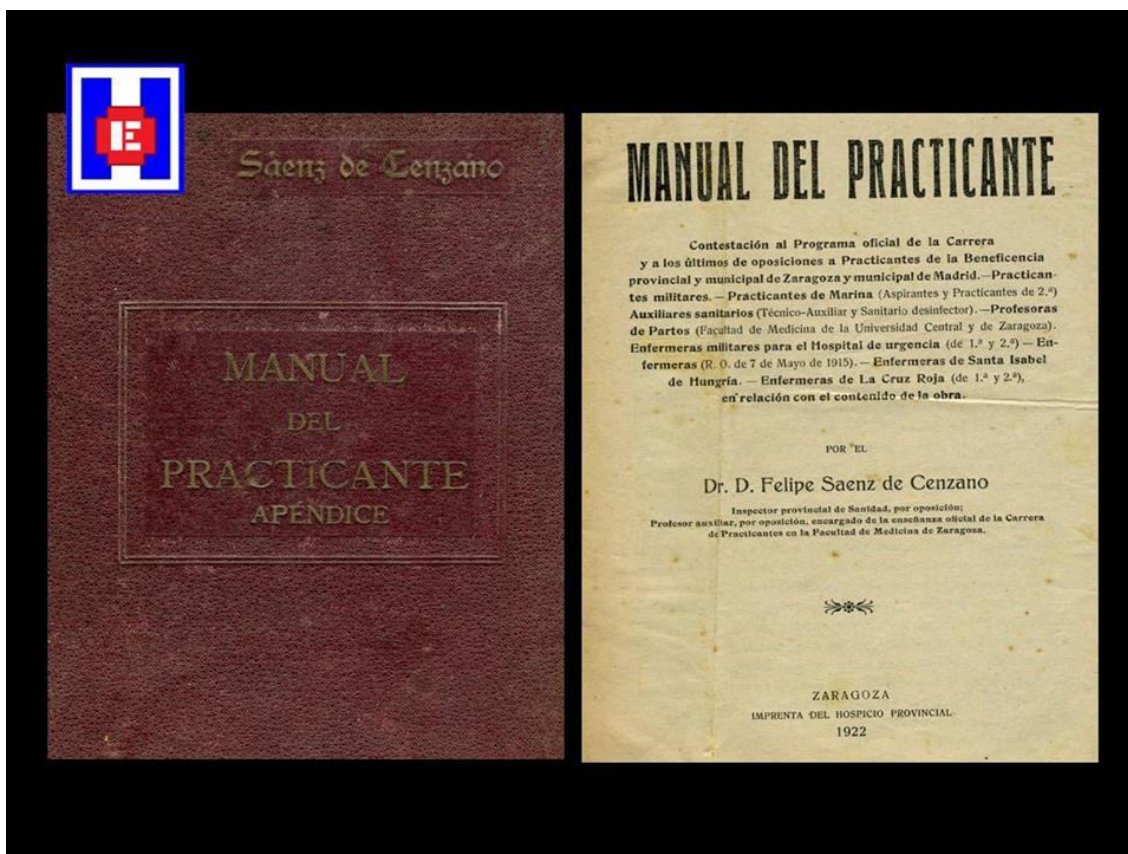 HE
Sáenz de Cenzano
MANUAL
DEL
PRACTICANTE
APÉNDICE
MANUAL DEL PRACTICANTE
Contestación al Programa oficial de la Carrera
y a los últimos de oposiciones a Practicantes de la Beneficencia
provincial y municipal de Zaragoza y municipal de Madrid.—Practican-
tes militares.—Practicantes de Marina (Aspirantes y Practicantes de 2.ª)
Auxiliares sanitarios (Técnico-Auxiliar y Sanitario desinfector).—Profesoras
de Partos (Facultad de Medicina de la Universidad Central y de Zaragoza).
Enfermeras militares para el Hospital de urgencia (de 1.ª y 2.ª) — En-
fermeras (R. O. de 7 de Mayo de 1915).—Enfermeras de Santa Isabel
de Hungría. — Enfermeras de La Cruz Roja (de 1.ª y 2.ª),
en relación con el contenido de la obra.
POR EL
Dr. D. Felipe Saenz de Cenzano
Inspector provincial de Sanidad, por oposición;
Profesor auxiliar, por oposición, encargado de la enseñanza oficial de la Carrera
de Practicantes en la Facultad de Medicina de Zaragoza.
ZARAGOZA
IMPRENTA DEL HOSPICIO PROVINCIAL
1922